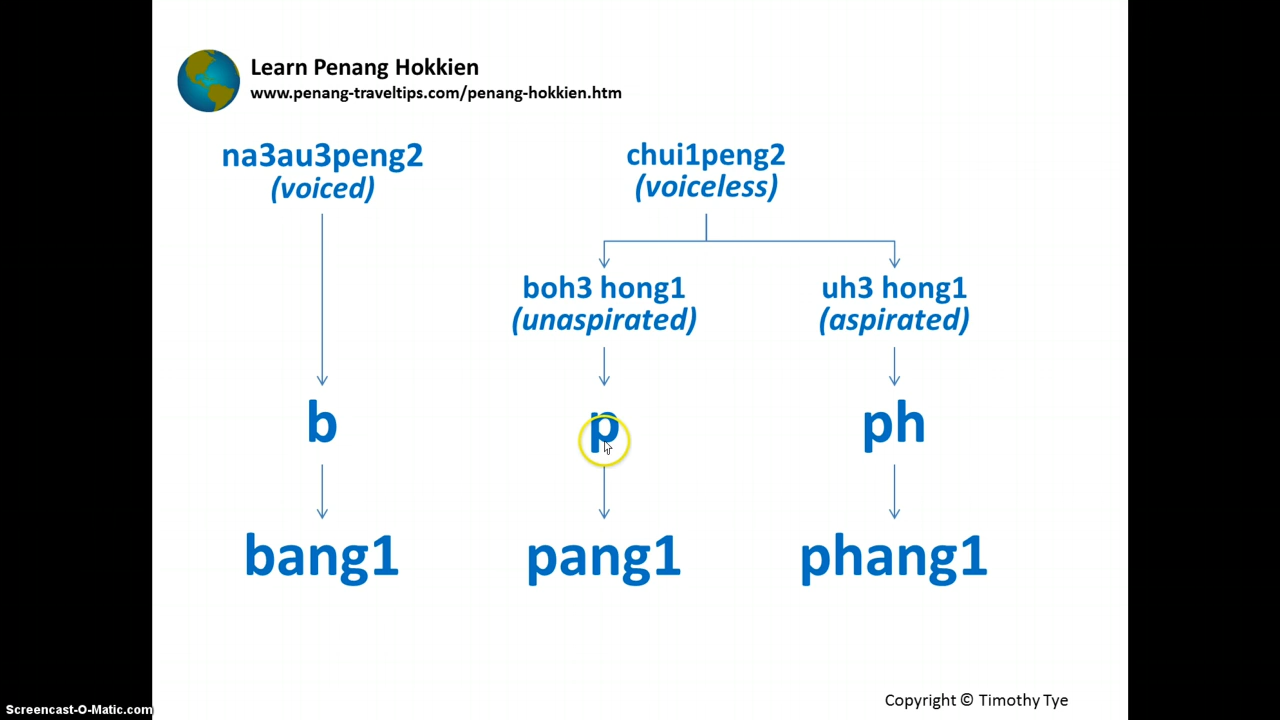 Learn Penang Hokkien
www.penang-traveltips.com/penang-hokkien.htm
na3au3peng2
(voiced)
chui1peng2
(voiceless)
boh3 hong1
(unaspirated)
uh3 hong1
(aspirated)
b
p
ph
bang1
pang1
phang1
Copyright © Timothy Tye
Screencast-O-Matic.com